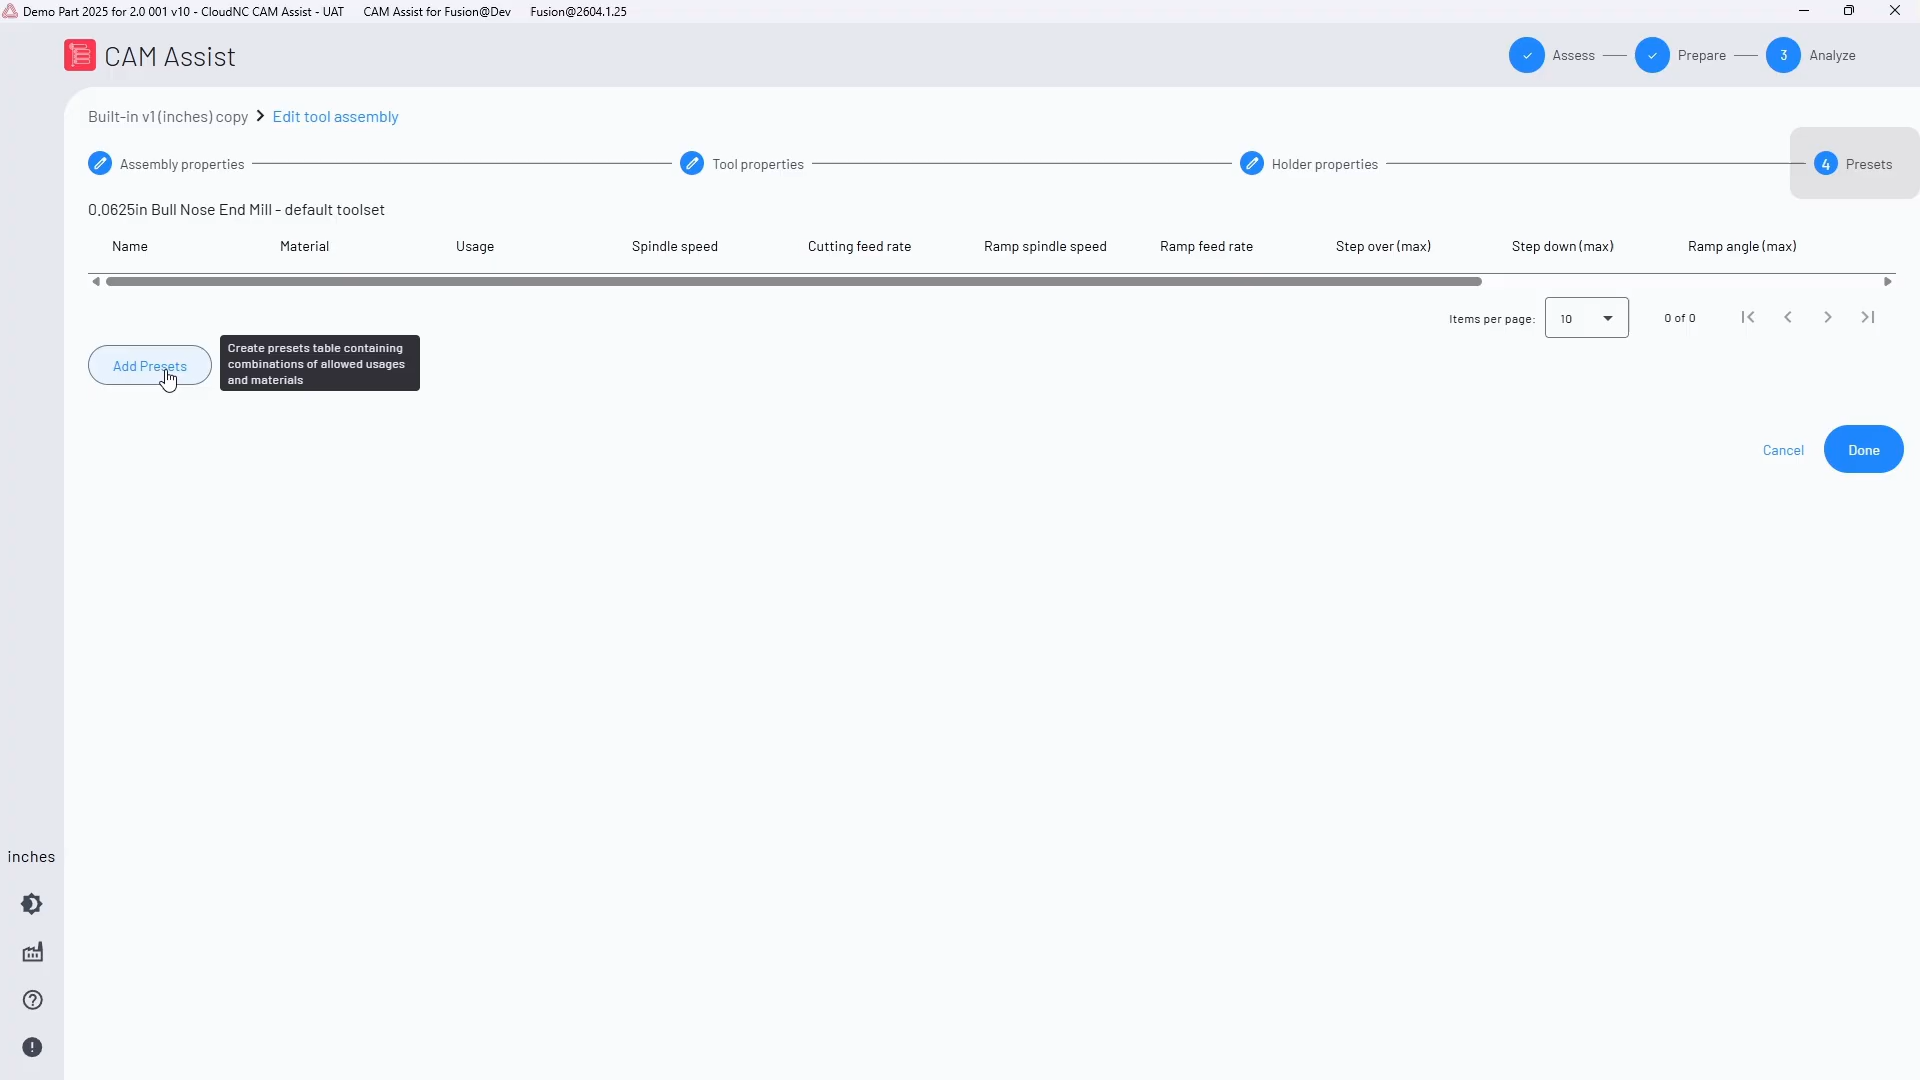 Demo Part 2025 for 2.0 001 v10 - CloudNC CAM Assist - UAT CAM Assist for Fusion@Dev Fusion@2604.1.25
CAM Assist
Assess
Prepare
3 Analyze
Built-in v1 (inches) copy Edit tool assembly
Assembly properties
Tool properties
Holder properties
4 Presets
0.0625in Bull Nose End Mill - default toolset
Name Material Usage Spindle speed Cutting feed rate Ramp spindle speed Ramp feed rate Step over (max) Step down (max) Ramp angle (max)
Items per page: 10 0 of 0
Add Presets
Create presets table containing
combinations of allowed usages
and materials
Cancel Done
inches